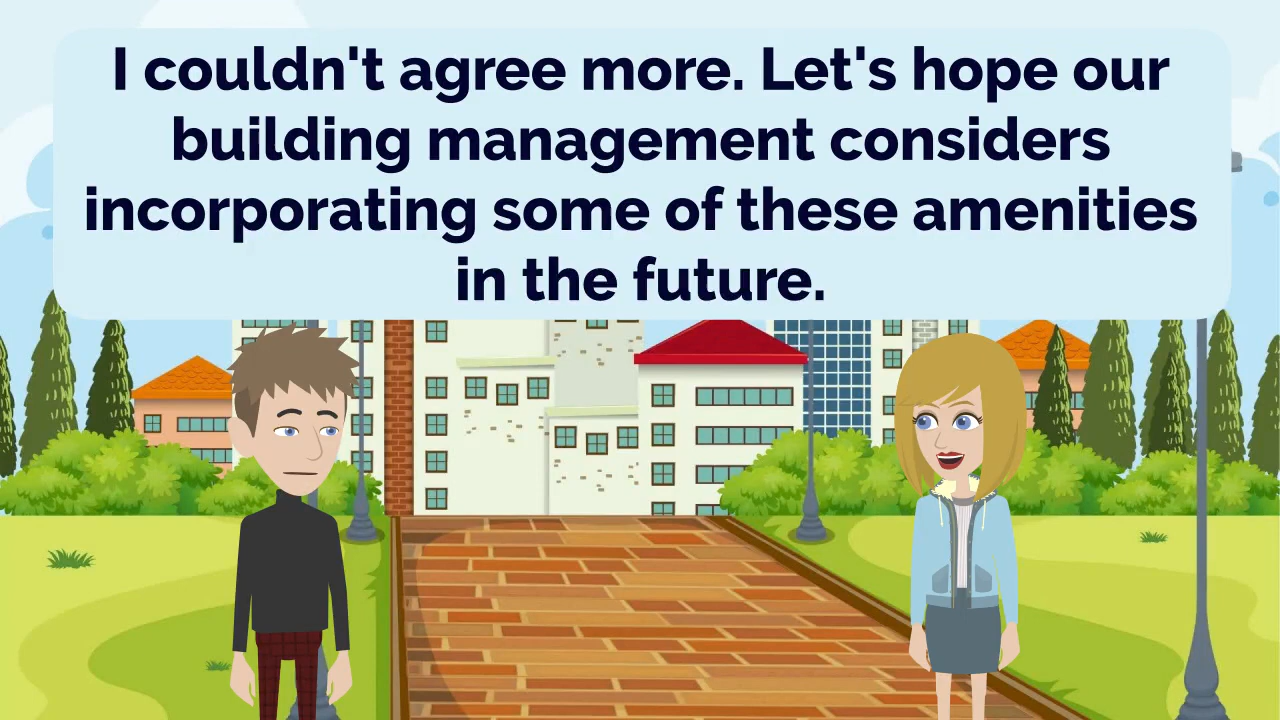 I couldn't agree more. Let's hope our
building management considers
incorporating some of these amenities
in the future.